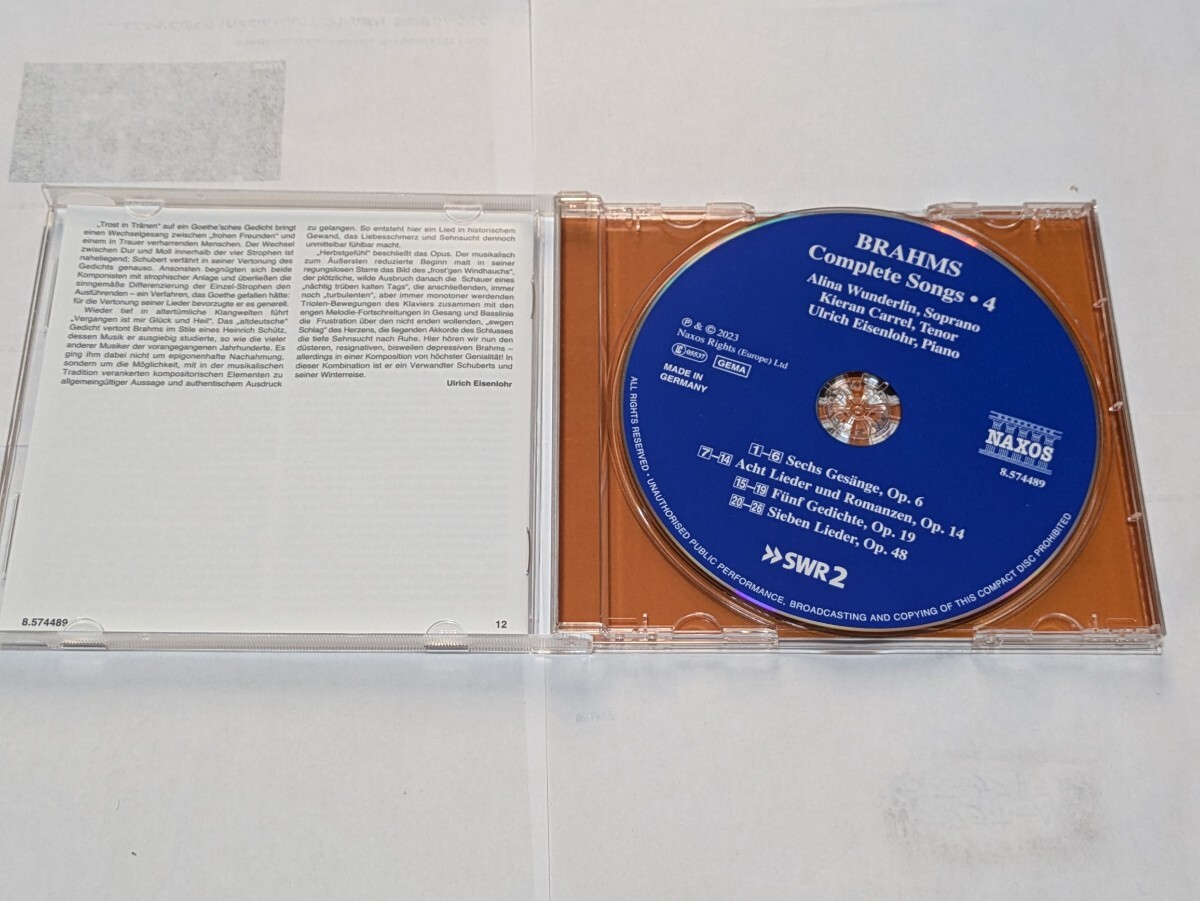 „Trost in Tränen“ auf ein Goethe'sches Gedicht bringt
einen Wechselgesang zwischen „frohen Freunden“ und
einem in Trauer verharrenden Menschen. Der Wechsel
zwischen Dur und Moll innerhalb der vier Strophen ist
naheliegend; Schubert verfährt in seiner Vertonung des
Gedichts genauso. Ansonsten begnügten sich beide
Komponisten mit strophischer Anlage und überließen die
sinngemäße Differenzierung der Einzel-Strophen den
Ausführenden – ein Verfahren, das Goethe gefallen hätte:
für die Vertonung seiner Lieder bevorzugte er es generell.
Wieder tief in altertümliche Klangwelten führt
„Vergangen ist mir Glück und Heil“. Das „altdeutsche“
Gedicht vertont Brahms im Stile eines Heinrich Schütz,
dessen Musik er ausgiebig studierte, so wie die vieler
anderer Musiker der vorangegangenen Jahrhunderte. Es
ging ihm dabei nicht um epigonenhafte Nachahmung,
sondern um die Möglichkeit, mit in der musikalischen
Tradition verankerten kompositorischen Elementen zu
allgemeingültiger Aussage und authentischem Ausdruck
zu gelangen. So entsteht hier ein Lied in historischem
Gewand, das Liebesschmerz und Sehnsucht dennoch
unmittelbar fühlbar macht.
„Herbstgefühl“ beschließt das Opus. Der musikalisch
zum Äußersten reduzierte Beginn malt in seiner
regungslosen Starre das Bild des „frost'gen Windhauchs“,
der plötzliche, wilde Ausbruch danach die Schauer eines
„nächtig trüben kalten Tags“, die anschließenden, immer
noch „turbulenten“, aber immer monotoner werdenden
Triolen-Bewegungen des Klaviers zusammen mit den
engen Melodie-Fortschreitungen in Gesang und Basslinie
die Frustration über den nicht enden wollenden, „ewgen
Schlag“ des Herzens, die liegenden Akkorde des Schlusses
die tiefe Sehnsucht nach Ruhe. Hier hören wir nun den
düsteren, resignativen, bisweilen depressiven Brahms –
allerdings in einer Komposition von höchster Genialität! In
dieser Kombination ist er ein Verwandter Schuberts und
seiner Winterreise.
Ulrich Eisenlohr
8.574489
12
BRAHMS
Complete Songs • 4
Alina Wunderlin, Soprano
Kieran Carrel, Tenor
Ulrich Eisenlohr, Piano
℗ & © 2023
Naxos Rights (Europe) Ltd
LC 05537
GEMA
MADE IN
GERMANY
NAXOS
8.574489
1–6 Sechs Gesänge, Op. 6
7–14 Acht Lieder und Romanzen, Op. 14
15–19 Fünf Gedichte, Op. 19
20–26 Sieben Lieder, Op. 48
SWR2
ALL RIGHTS RESERVED • UNAUTHORISED PUBLIC PERFORMANCE, BROADCASTING AND COPYING OF THIS COMPACT DISC PROHIBITED